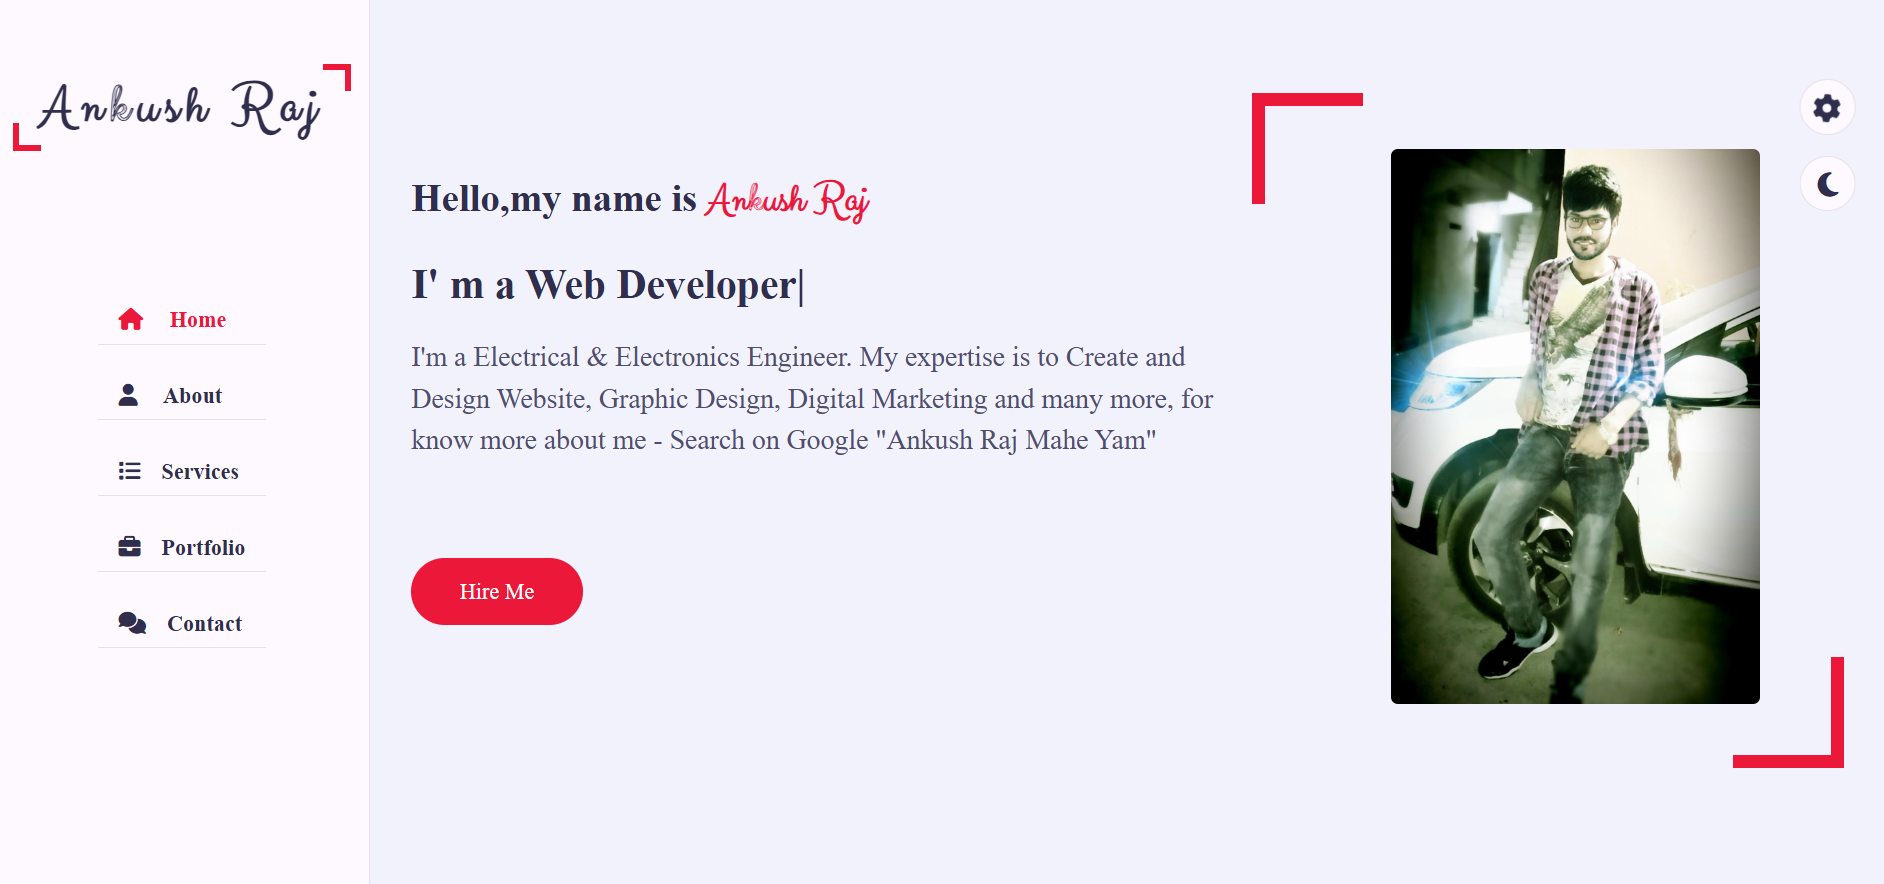 Ankush Raj
Home
About
Services
Portfolio
Contact
Hello,my name is Ankush Raj
I' m a Web Developer|
I'm a Electrical & Electronics Engineer. My expertise is to Create and
Design Website, Graphic Design, Digital Marketing and many more, for
know more about me - Search on Google "Ankush Raj Mahe Yam"
Hire Me